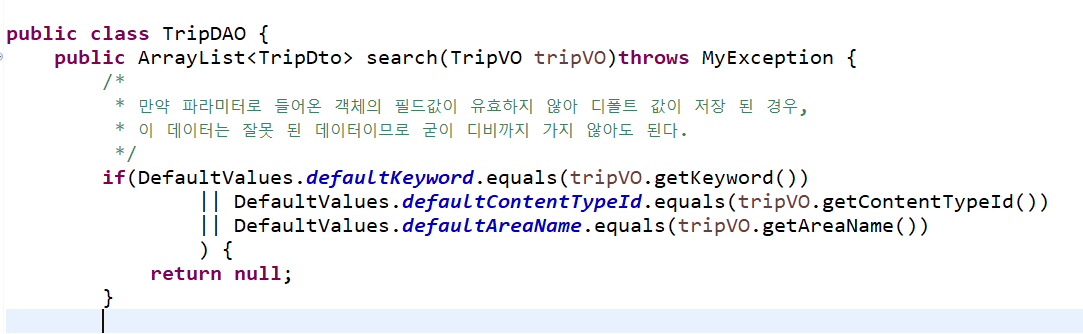 public class TripDAO {
    public ArrayList<TripDto> search(TripVO tripVO)throws MyException {
        /*
         * 만약 파라미터로 들어온 객체의 필드값이 유효하지 않아 디폴트 값이 저장 된 경우,
         * 이 데이터는 잘못 된 데이터이므로 굳이 디비까지 가지 않아도 된다.
         */
        if(DefaultValues.defaultKeyword.equals(tripVO.getKeyword())
                || DefaultValues.defaultContentTypeId.equals(tripVO.getContentTypeId())
                || DefaultValues.defaultAreaName.equals(tripVO.getAreaName())
                ) {
            return null;
        }